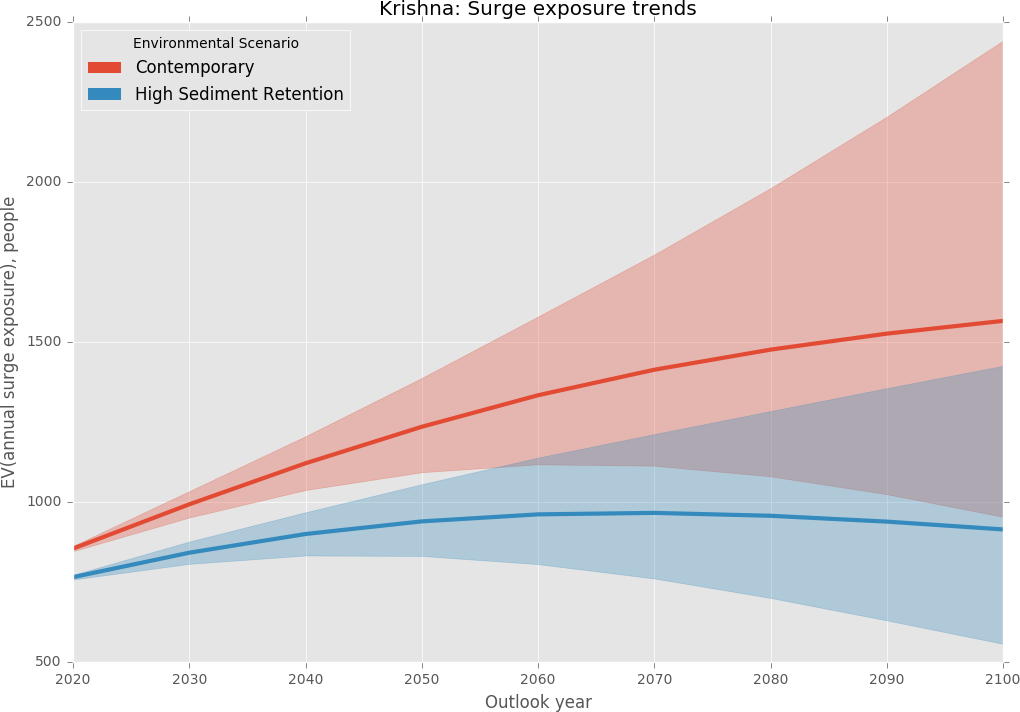 Krishna: Surge exposure trends
2500
2000
1500
1000
500
EV(annual surge exposure), people
Environmental Scenario
Contemporary
High Sediment Retention
2020 2030 2040 2050 2060 2070 2080 2090 2100
Outlook year